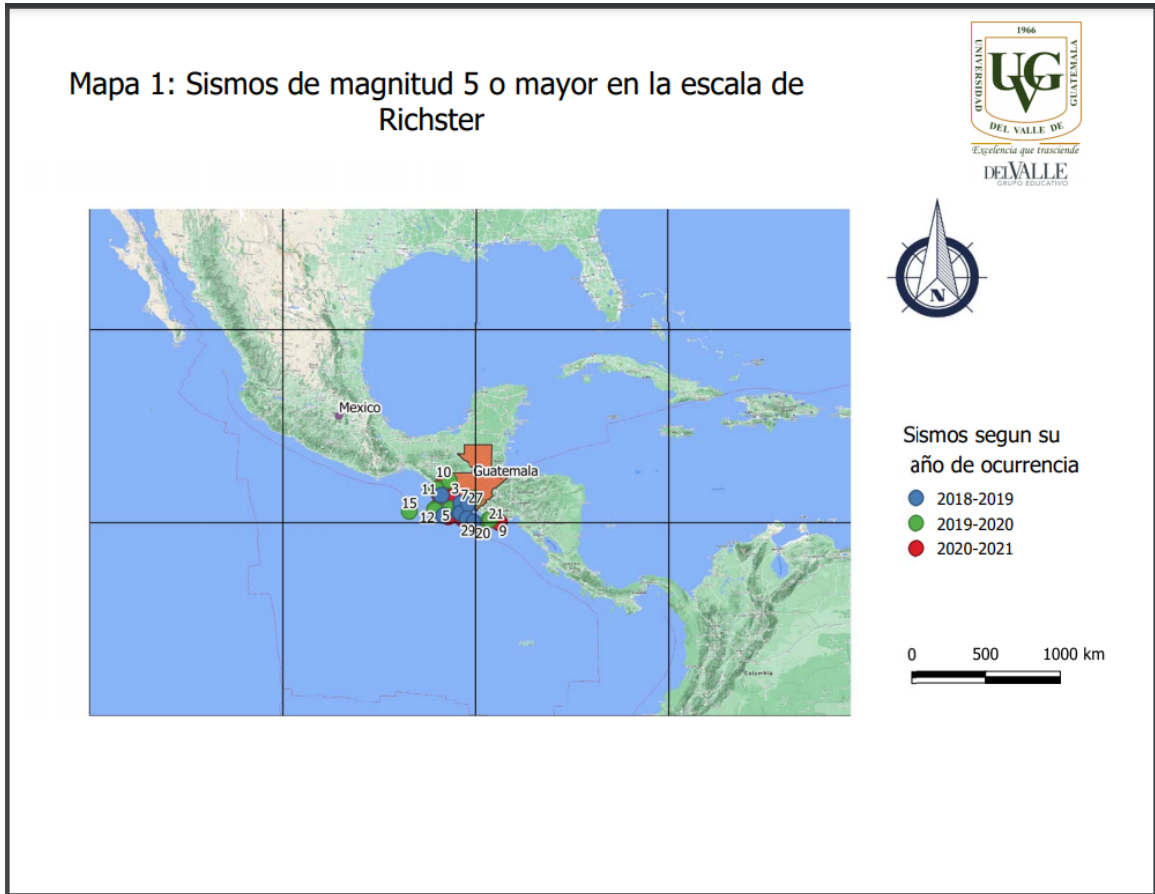 Mapa 1: Sismos de magnitud 5 o mayor en la escala de
Richster
1966
UNIVERSIDAD
UVG
GUATEMALA
DEL VALLE DE
Excelencia que trasciende
DELVALLE
GRUPO EDUCATIVO
N
Mexico
Guatemala
10
11
3
7
27
15
12
5
21
29
20
9
Columbia
Sismos segun su
año de ocurrencia
2018-2019
2019-2020
2020-2021
0 500 1000 km